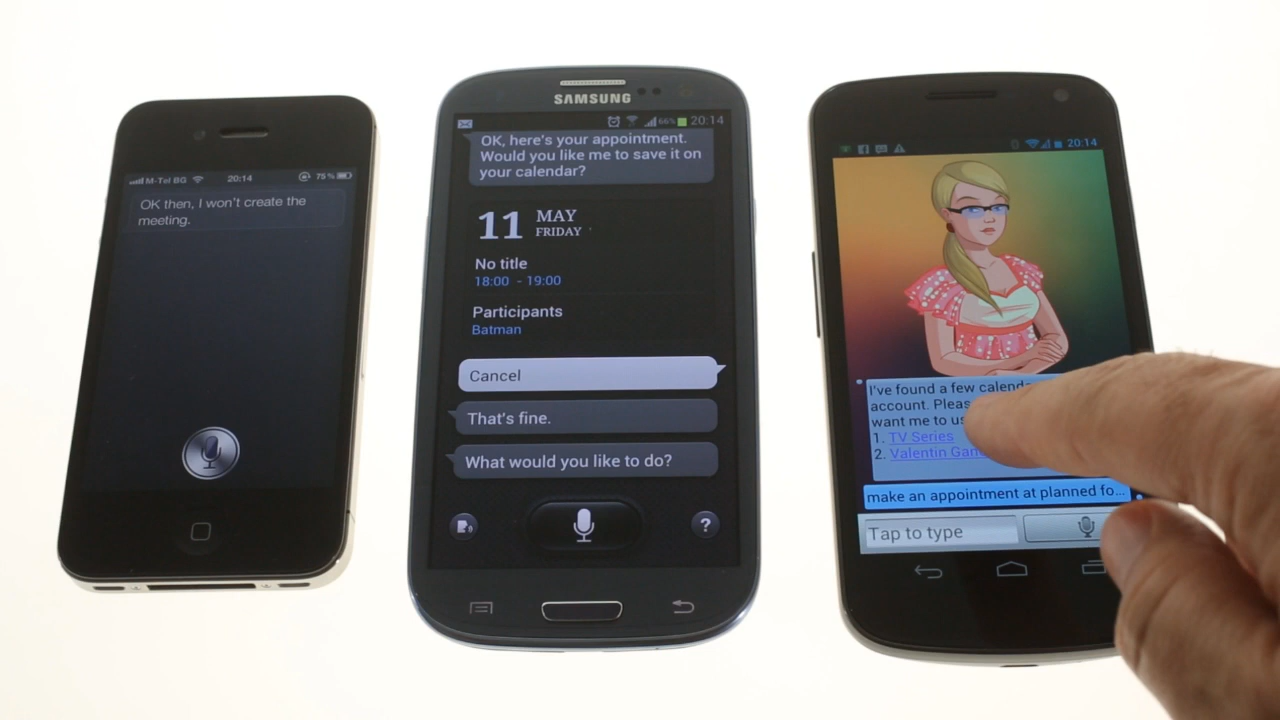 M-Tel BG 20:14 75%
OK then, I won't create the
meeting.
SAMSUNG
66% 20:14
OK, here's your appointment.
Would you like me to save it on
your calendar?
11 MAY
FRIDAY
No title
18:00 - 19:00
Participants
Batman
Cancel
That's fine.
What would you like to do?
?
20:14
I've found a few calend
account. Pleas
want me to us
1. TV Series
2. Valentin Gan
make an appointment at planned fo...
Tap to type